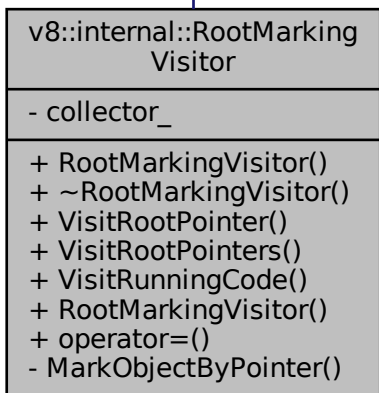 v8::internal::RootMarking
Visitor
- collector_
+ RootMarkingVisitor()
+ ~RootMarkingVisitor()
+ VisitRootPointer()
+ VisitRootPointers()
+ VisitRunningCode()
+ RootMarkingVisitor()
+ operator=()
- MarkObjectByPointer()